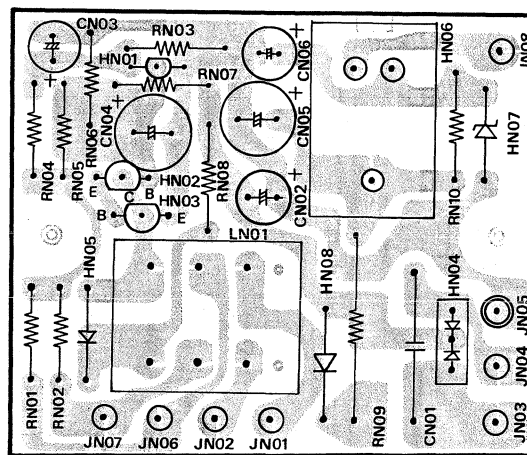 CN03
RN03
HN01
RN07
CN06
HN06
JN08
CN04
CN05
HN07
RN04
RN05
RN06
E C B
HN02
HN03
B E
RN08
CN02
RN10
LN01
HN05
HN08
HN04
JN05
JN04
JN03
RN01
RN02
RN09
CN01
JN07
JN06
JN02
JN01